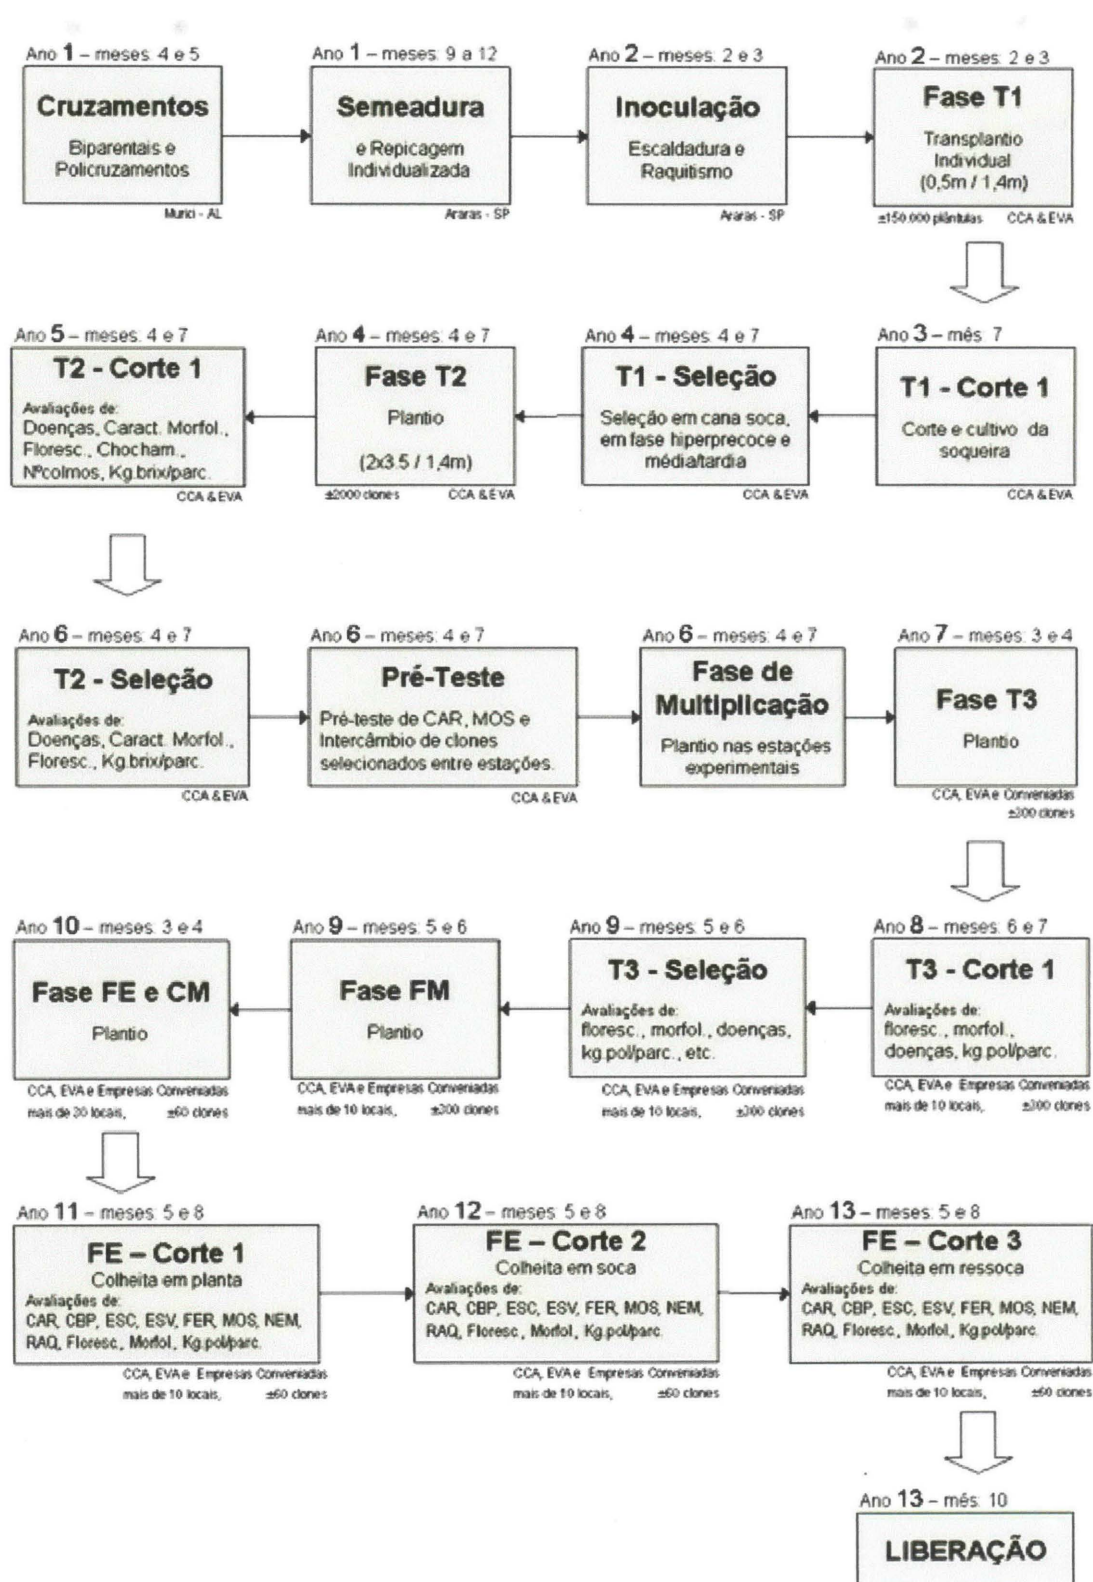 Ano 1 – meses: 4 e 5
Cruzamentos
Biparentais e
Policruzamentos
Murici - AL
Ano 1 – meses: 9 a 12
Semeadura
e Repicagem
Individualizada
Araras - SP
Ano 2 – meses: 2 e 3
Inoculação
Escaldadura e
Raquitismo
Araras - SP
Ano 2 – meses: 2 e 3
Fase T1
Transplantio
Individual
(0,5m / 1,4m)
±150.000 plântulas CCA & EVA
Ano 3 – mês: 7
T1 - Corte 1
Corte e cultivo da
soqueira
CCA & EVA
Ano 4 – meses: 4 e 7
T1 - Seleção
Seleção em cana soca,
em fase hiperprecoce e
média/tardia
CCA & EVA
Ano 4 – meses: 4 e 7
Fase T2
Plantio
(2x3.5 / 1,4m)
±2000 clones CCA & EVA
Ano 5 – meses: 4 e 7
T2 - Corte 1
Avaliações de:
Doenças, Caract. Morfol.,
Floresc., Chocham.,
Nºcolmos, Kg.brix/parc.
CCA & EVA
Ano 6 – meses: 4 e 7
T2 - Seleção
Avaliações de:
Doenças, Caract. Morfol.,
Floresc., Kg.brix/parc.
CCA & EVA
Ano 6 – meses: 4 e 7
Pré-Teste
Pré-teste de CAR, MOS e
Intercâmbio de clones
selecionados entre estações.
CCA & EVA
Ano 6 – meses: 4 e 7
Fase de
Multiplicação
Plantio nas estações
experimentais
Ano 7 – meses: 3 e 4
Fase T3
Plantio
CCA, EVA e Conveniadas
clones
Ano 8 – meses: 6 e 7
T3 - Corte 1
Avaliações de:
floresc., morfol.,
doenças, kg.pol/parc.
CCA, EVA e Empresas Conveniadas
mais de 10 locais, clones
Ano 9 – meses: 5 e 6
T3 - Seleção
Avaliações de:
floresc., morfol., doenças,
kg.pol/parc., etc.
CCA, EVA e Empresas Conveniadas
mais de 10 locais, clones
Ano 9 – meses: 5 e 6
Fase FM
Plantio
CCA, EVA e Empresas Conveniadas
mais de 10 locais, clones
Ano 10 – meses: 3 e 4
Fase FE e CM
Plantio
CCA, EVA e Empresas Conveniadas
mais de locais, ±60 clones
Ano 11 – meses: 5 e 8
FE – Corte 1
Colheita em planta
Avaliações de:
CAR, CBP, ESC, ESV, FER, MOS, NEM,
RAQ, Floresc., Morfol., Kg.pol/parc.
CCA, EVA e Empresas Conveniadas
mais de 10 locais, ±60 clones
Ano 12 – meses: 5 e 8
FE – Corte 2
Colheita em soca
Avaliações de:
CAR, CBP, ESC, ESV, FER, MOS, NEM,
RAQ, Floresc., Morfol., Kg.pol/parc.
CCA, EVA e Empresas Conveniadas
mais de 10 locais, ±60 clones
Ano 13 – meses: 5 e 8
FE – Corte 3
Colheita em ressoca
Avaliações de:
CAR, CBP, ESC, ESV, FER, MOS, NEM,
RAQ, Floresc., Morfol., Kg.pol/parc.
CCA, EVA e Empresas Conveniadas
mais de 10 locais, ±60 clones
Ano 13 – mês: 10
LIBERAÇÃO